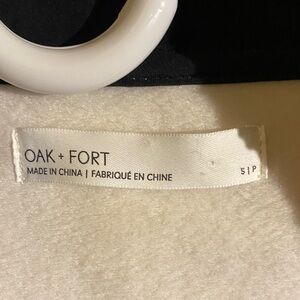 OAK + FORT
MADE IN CHINA | FABRIQUÉ EN CHINE
S | P